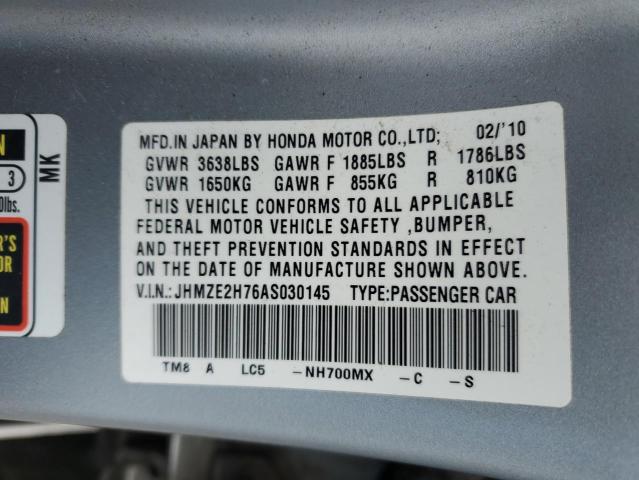 MFD.IN JAPAN BY HONDA MOTOR CO.,LTD; 02/'10
GVWR 3638LBS GAWR F 1885LBS R 1786LBS
GVWR 1650KG GAWR F 855KG R 810KG
THIS VEHICLE CONFORMS TO ALL APPLICABLE
FEDERAL MOTOR VEHICLE SAFETY ,BUMPER,
AND THEFT PREVENTION STANDARDS IN EFFECT
ON THE DATE OF MANUFACTURE SHOWN ABOVE.
V.I.N.:JHMZE2H76AS030145 TYPE:PASSENGER CAR
TM8 A LC5 -NH700MX -C -S
MK
N
3
0lbs.
R'S
OR
N